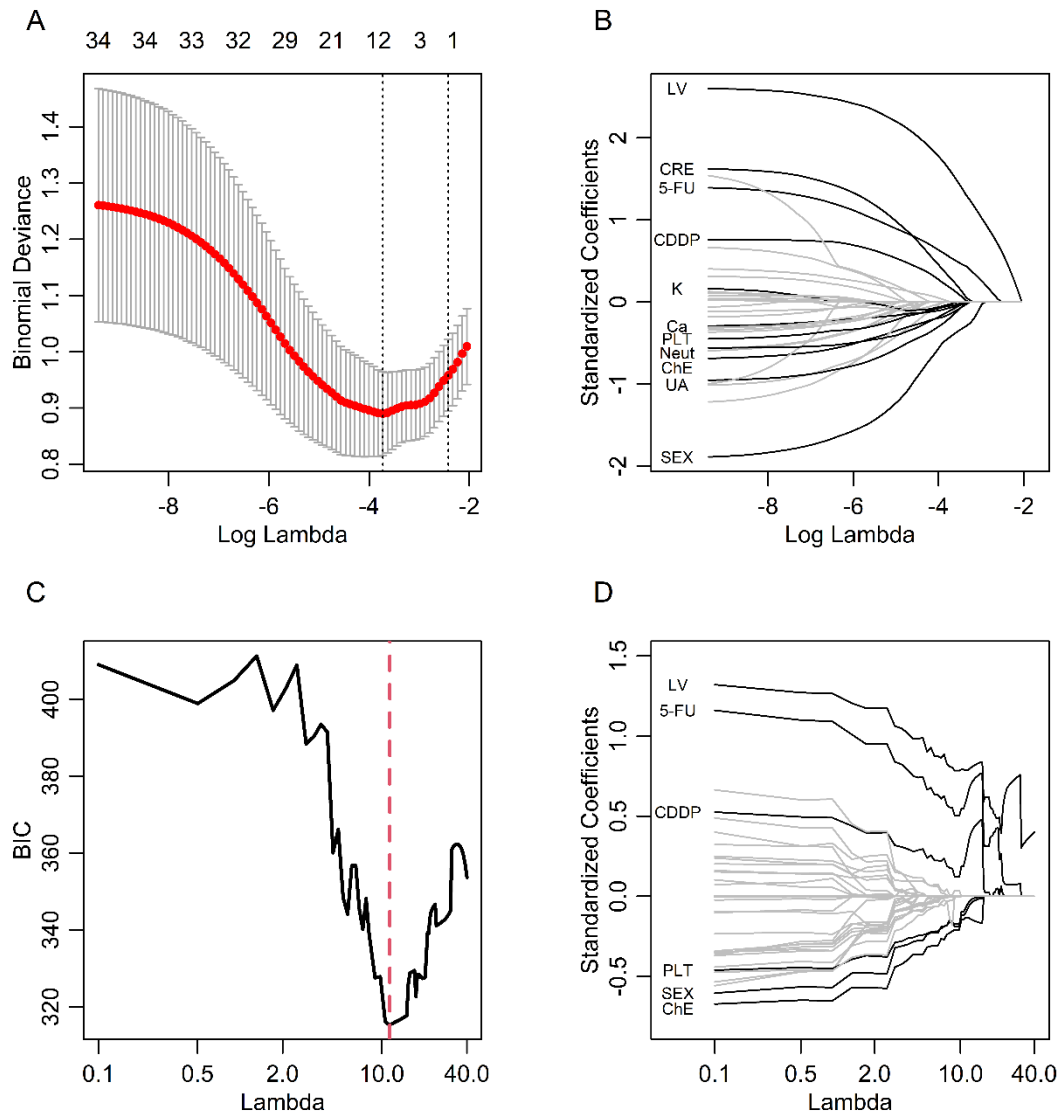 A
34 34 33 32 29 21 12 3 1
Binomial Deviance
1.4
1.3
1.2
1.1
1.0
0.9
0.8
-8 -6 -4 -2
Log Lambda
B
Standardized Coefficients
2
1
0
-1
-2
LV
CRE
5-FU
CDDP
K
Ca
PLT
Neut
ChE
UA
SEX
-8 -6 -4 -2
Log Lambda
C
BIC
400
380
360
340
320
0.1 0.5 2.0 10.0 40.0
Lambda
D
Standardized Coefficients
1.5
1.0
0.5
0.0
-0.5
LV
5-FU
CDDP
PLT
SEX
ChE
0.1 0.5 2.0 10.0 40.0
Lambda